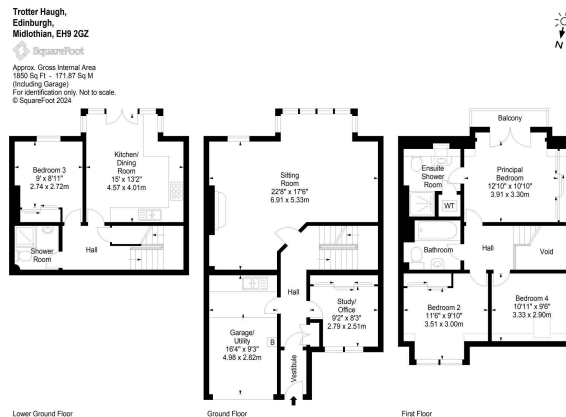 Trotter Haugh,
Edinburgh,
Midlothian, EH9 2GZ
SquareFoot
Approx. Gross Internal Area
1850 Sq Ft - 171.87 Sq M
(Including Garage)
For identification only. Not to scale.
© SquareFoot 2024
N
Bedroom 3
9' x 8'11"
2.74 x 2.72m
Kitchen/
Dining
Room
15' x 13'2"
4.57 x 4.01m
Shower
Room
Hall
Lower Ground Floor
Sitting
Room
22'8" x 17'6"
6.91 x 5.33m
Hall
Garage/
Utility
16'4" x 9'3"
4.98 x 2.82m
B
Study/
Office
9'2" x 8'3"
2.79 x 2.51m
Vestibule
Ground Floor
Balcony
Ensuite
Shower
Room
WT
Principal
Bedroom
12'10" x 10'10"
3.91 x 3.30m
Bathroom
Hall
Void
Bedroom 2
11'6" x 9'10"
3.51 x 3.00m
Bedroom 4
10'11" x 9'6"
3.33 x 2.90m
First Floor